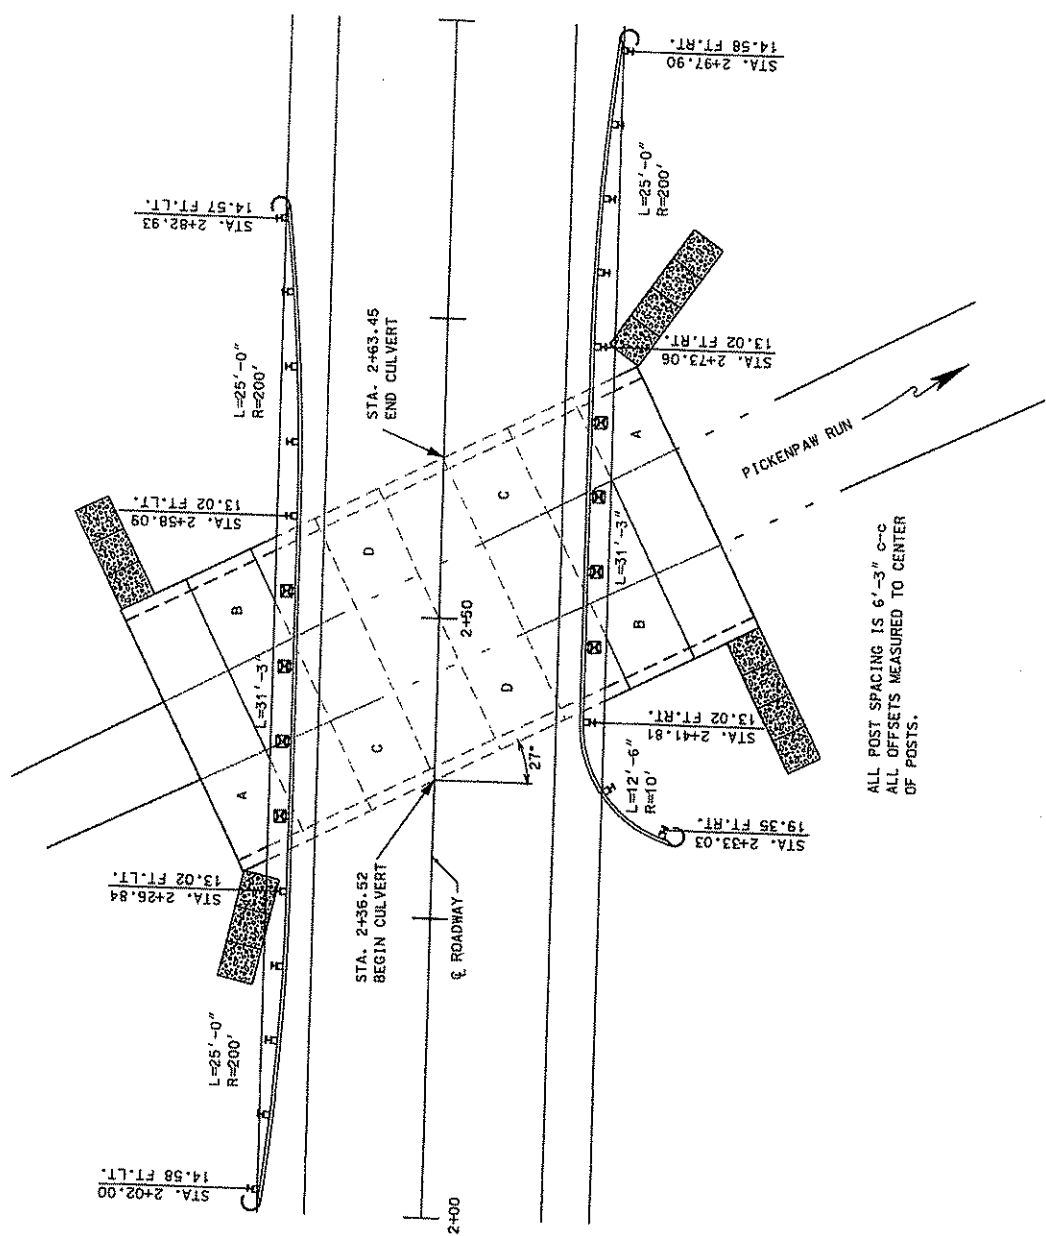 STA. 2+97.90
14.58 FT.RT.
STA. 2+82.93
14.57 FT.LT.
L=25'-0"
R=200'
STA. 2+63.45
END CULVERT
L=25'-0"
R=200'
STA. 2+73.06
13.02 FT.RT.
STA. 2+58.09
13.02 FT.LT.
A
C
D
B
PICKENPAW RUN
L=31'-3"
2+50
L=31'-3"
B
D
C
A
27°
STA. 2+41.81
13.02 FT.RT.
L=12'-6"
R=10'
STA. 2+33.03
19.35 FT.RT.
STA. 2+26.84
13.02 FT.LT.
STA. 2+36.52
BEGIN CULVERT
℄ ROADWAY
ALL POST SPACING IS 6'-3" c-c
ALL OFFSETS MEASURED TO CENTER
OF POSTS.
L=25'-0"
R=200'
STA. 2+02.00
14.58 FT.LT.
2+00